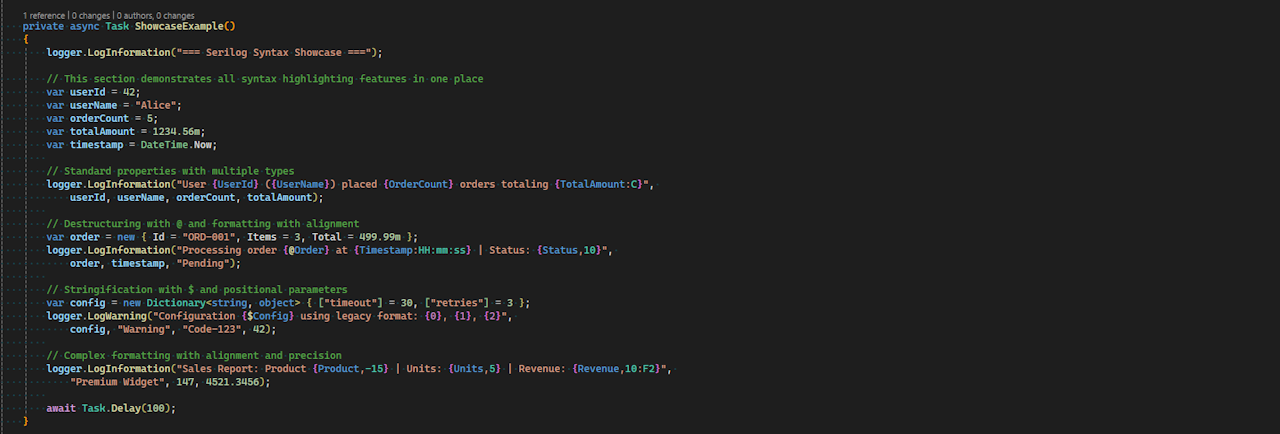 1 reference | 0 changes | 0 authors, 0 changes
private async Task ShowcaseExample()
{
    logger.LogInformation("=== Serilog Syntax Showcase ===");

    // This section demonstrates all syntax highlighting features in one place
    var userId = 42;
    var userName = "Alice";
    var orderCount = 5;
    var totalAmount = 1234.56m;
    var timestamp = DateTime.Now;

    // Standard properties with multiple types
    logger.LogInformation("User {UserId} ({UserName}) placed {OrderCount} orders totaling {TotalAmount:C}",
        userId, userName, orderCount, totalAmount);

    // Destructuring with @ and formatting with alignment
    var order = new { Id = "ORD-001", Items = 3, Total = 499.99m };
    logger.LogInformation("Processing order {@Order} at {Timestamp:HH:mm:ss} | Status: {Status,10}",
        order, timestamp, "Pending");

    // Stringification with $ and positional parameters
    var config = new Dictionary<string, object> { ["timeout"] = 30, ["retries"] = 3 };
    logger.LogWarning("Configuration {$Config} using legacy format: {0}, {1}, {2}",
        config, "Warning", "Code-123", 42);

    // Complex formatting with alignment and precision
    logger.LogInformation("Sales Report: Product {Product,-15} | Units: {Units,5} | Revenue: {Revenue,10:F2}",
        "Premium Widget", 147, 4521.3456);

    await Task.Delay(100);
}